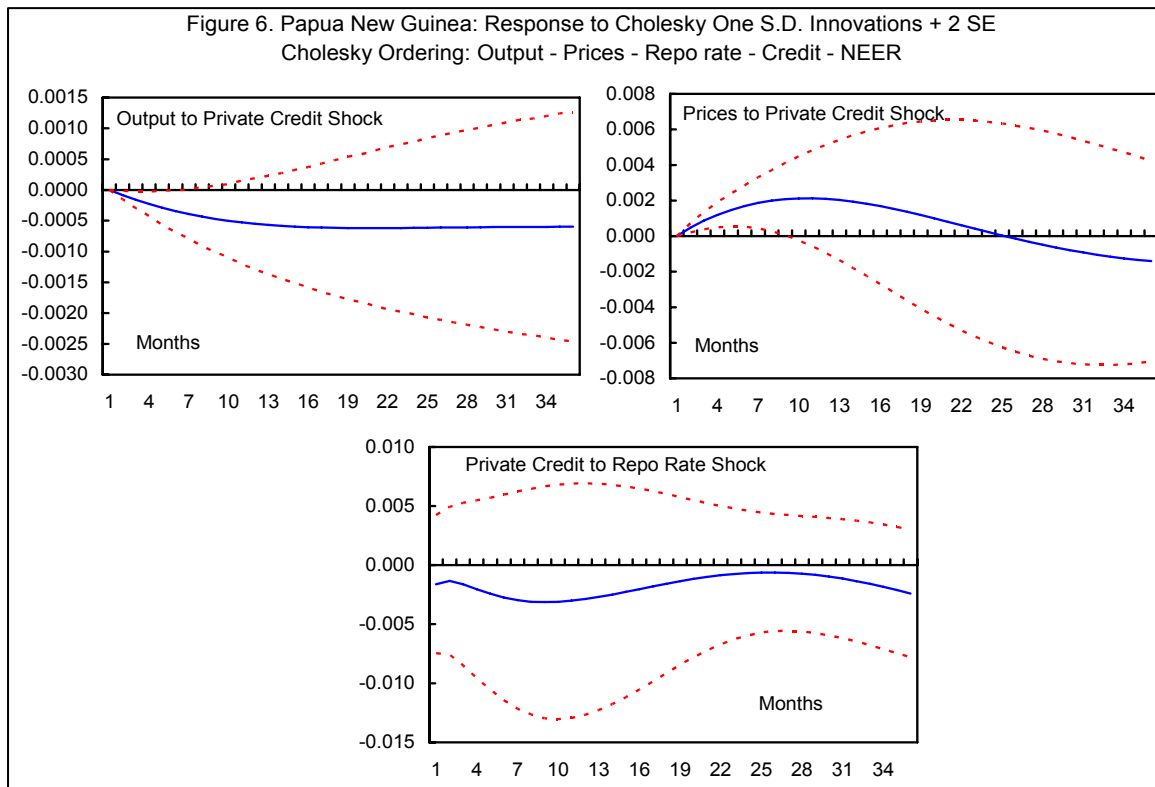 Figure 6. Papua New Guinea: Response to Cholesky One S.D. Innovations + 2 SE
Cholesky Ordering: Output - Prices - Repo rate - Credit - NEER
Output to Private Credit Shock
0.0015
0.0010
0.0005
0.0000
-0.0005
-0.0010
-0.0015
-0.0020
-0.0025
-0.0030
Months
1 4 7 10 13 16 19 22 25 28 31 34
Prices to Private Credit Shock
0.008
0.006
0.004
0.002
0.000
-0.002
-0.004
-0.006
-0.008
Months
1 4 7 10 13 16 19 22 25 28 31 34
Private Credit to Repo Rate Shock
0.010
0.005
0.000
-0.005
-0.010
-0.015
Months
1 4 7 10 13 16 19 22 25 28 31 34